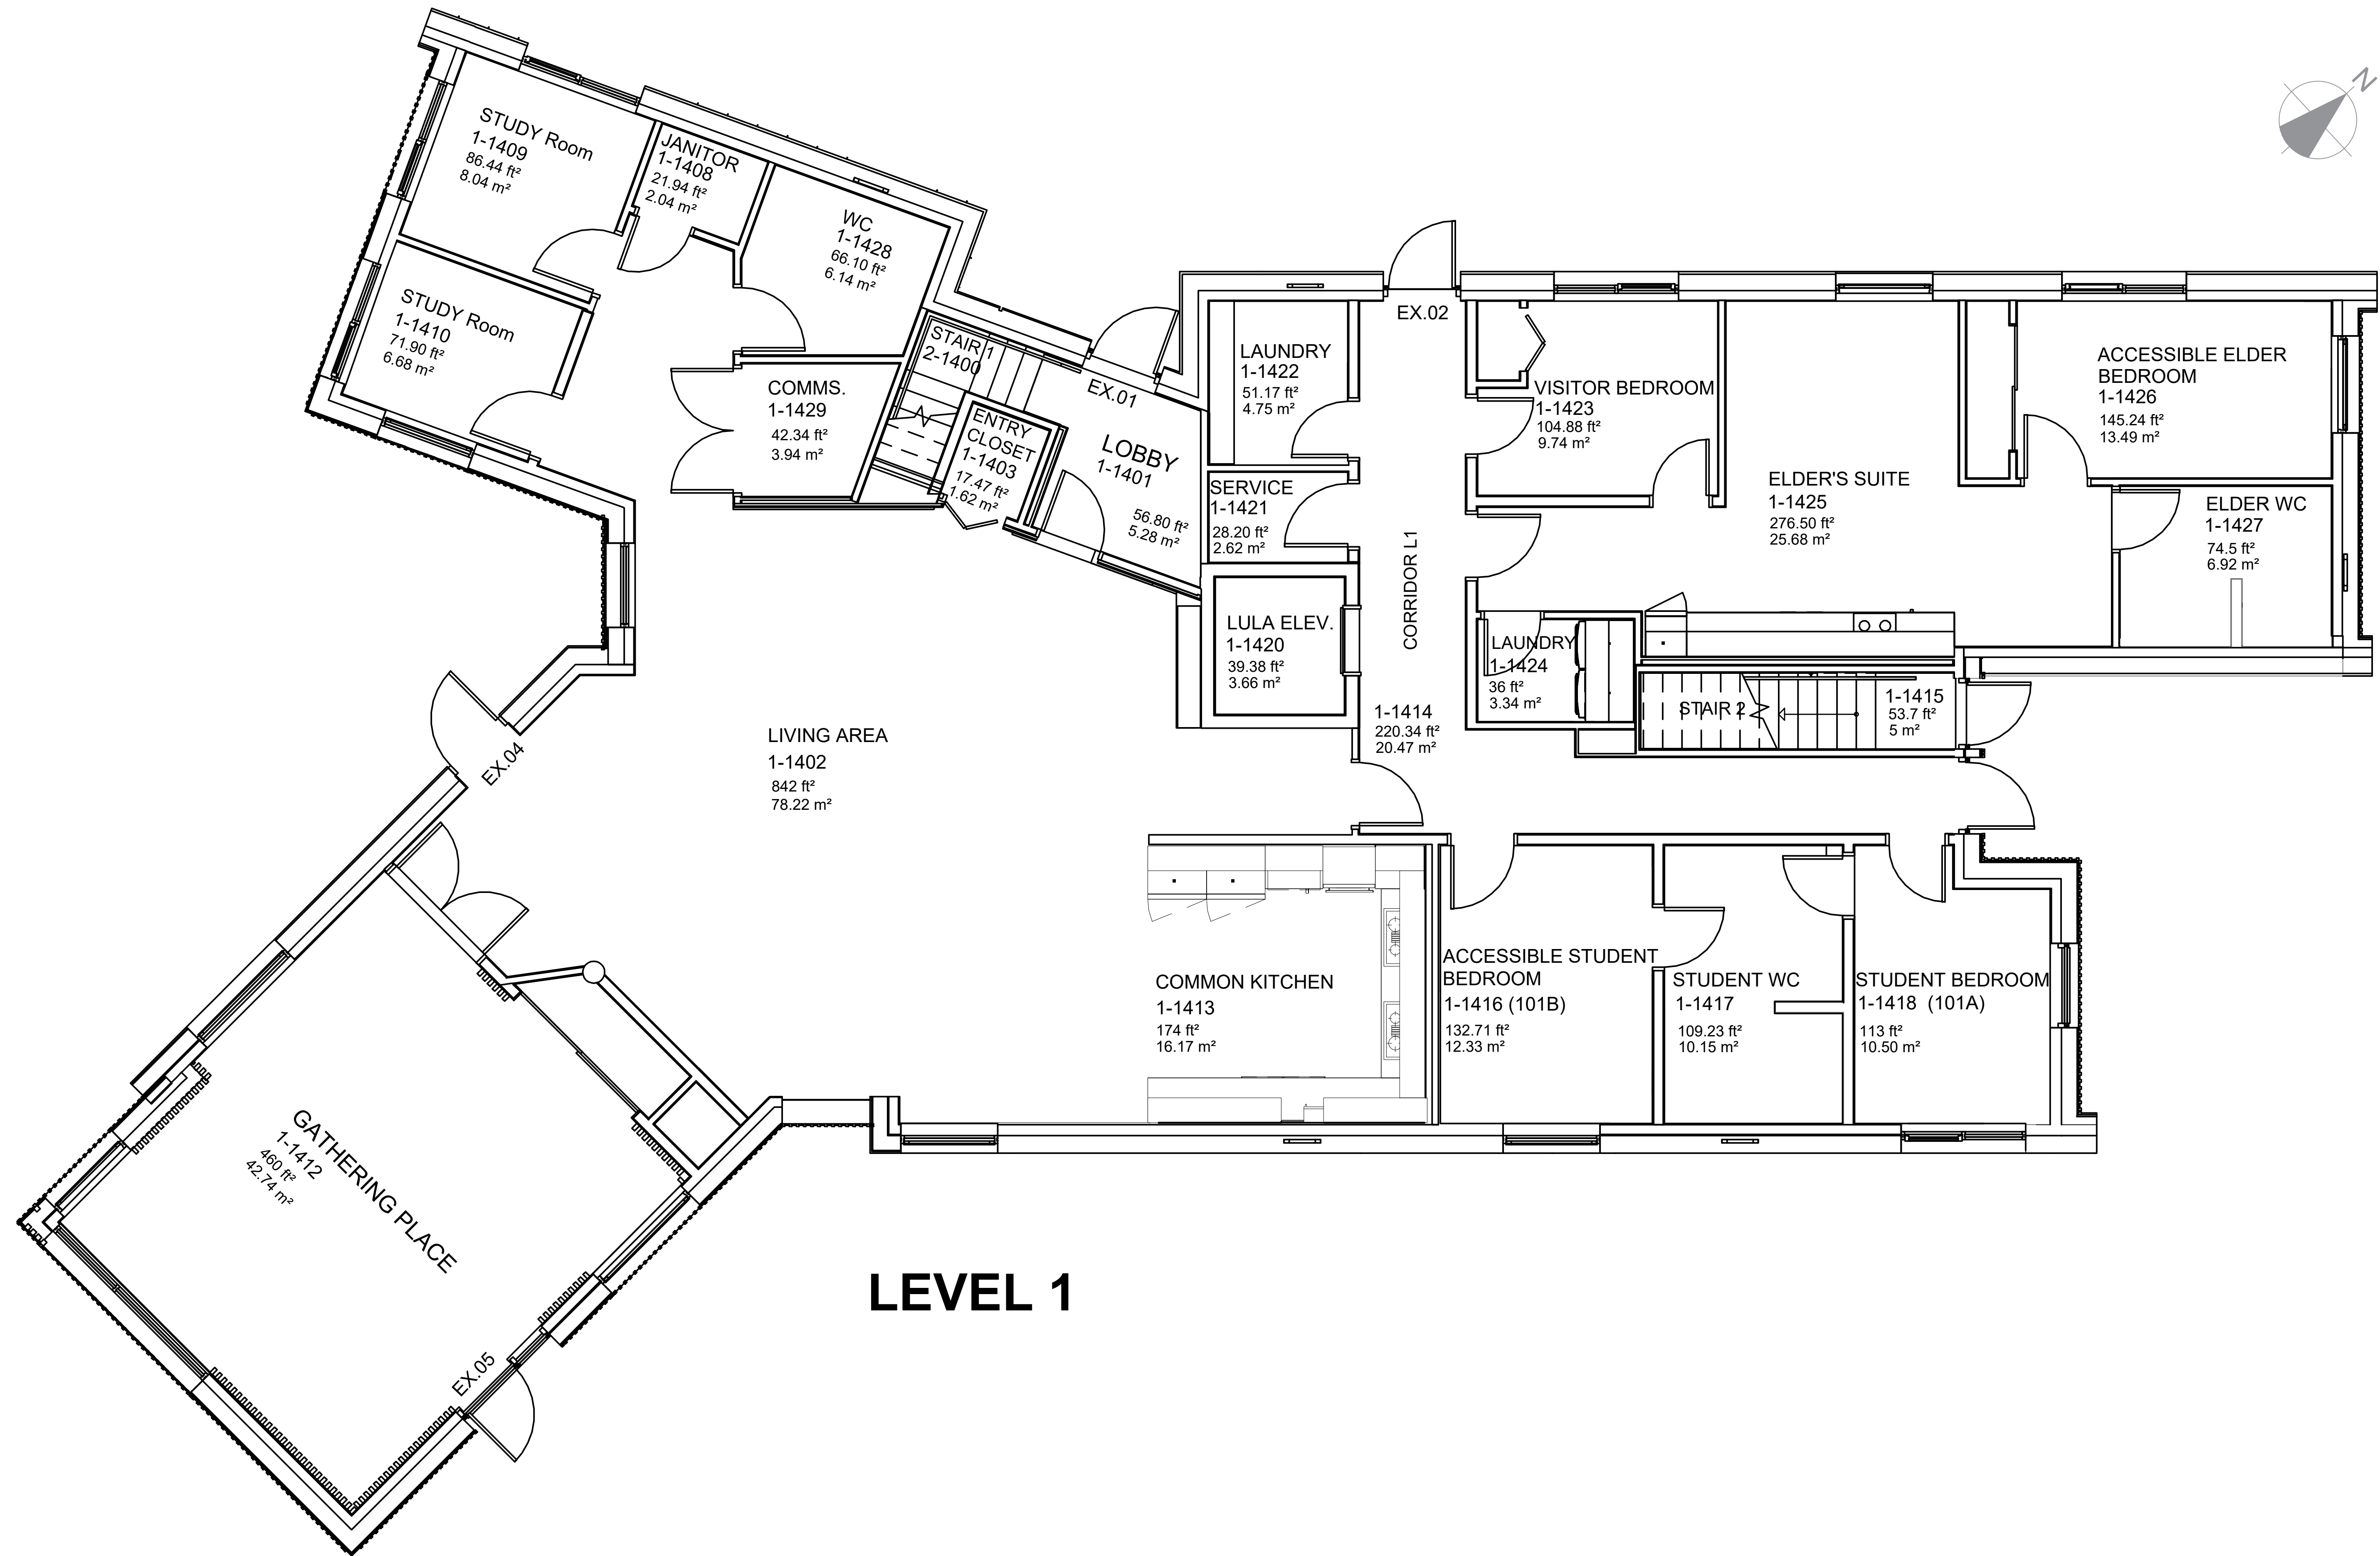 N
STUDY Room
1-1409
86.44 ft²
8.04 m²
JANITOR
1-1408
21.94 ft²
2.04 m²
WC
1-1428
66.10 ft²
6.14 m²
STUDY Room
1-1410
71.90 ft²
6.68 m²
COMMS.
1-1429
42.34 ft²
3.94 m²
STAIR 1
2-1400
ENTRY
CLOSET
1-1403
17.47 ft²
1.62 m²
EX.01
LOBBY
1-1401
56.80 ft²
5.28 m²
LAUNDRY
1-1422
51.17 ft²
4.75 m²
SERVICE
1-1421
28.20 ft²
2.62 m²
LULA ELEV.
1-1420
39.38 ft²
3.66 m²
EX.02
CORRIDOR L1
1-1414
220.34 ft²
20.47 m²
VISITOR BEDROOM
1-1423
104.88 ft²
9.74 m²
ELDER'S SUITE
1-1425
276.50 ft²
25.68 m²
ACCESSIBLE ELDER
BEDROOM
1-1426
145.24 ft²
13.49 m²
ELDER WC
1-1427
74.5 ft²
6.92 m²
LAUNDRY
1-1424
36 ft²
3.34 m²
STAIR 2
1-1415
53.7 ft²
5 m²
EX.04
LIVING AREA
1-1402
842 ft²
78.22 m²
COMMON KITCHEN
1-1413
174 ft²
16.17 m²
ACCESSIBLE STUDENT
BEDROOM
1-1416 (101B)
132.71 ft²
12.33 m²
STUDENT WC
1-1417
109.23 ft²
10.15 m²
STUDENT BEDROOM
1-1418 (101A)
113 ft²
10.50 m²
GATHERING PLACE
1-1412
460 ft²
42.74 m²
EX.05
LEVEL 1